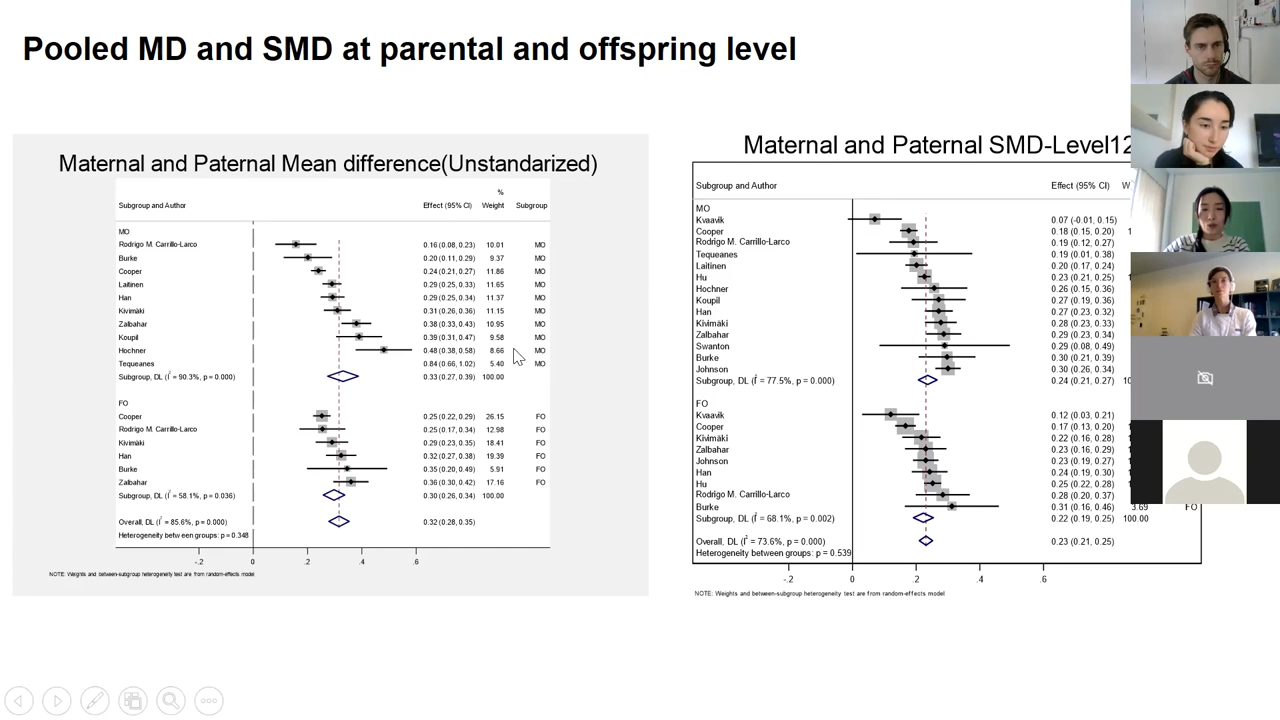 Pooled MD and SMD at parental and offspring level
Maternal and Paternal Mean difference(Unstandarized)
%
Subgroup and Author Effect (95% CI) Weight Subgroup
MO
Rodrigo M. Carrillo-Larco 0.16 (0.08, 0.23) 10.01 MO
Burke 0.20 (0.11, 0.29) 9.37 MO
Cooper 0.24 (0.21, 0.27) 11.86 MO
Laitinen 0.29 (0.25, 0.33) 11.65 MO
Han 0.29 (0.25, 0.34) 11.37 MO
Kivimäki 0.31 (0.26, 0.36) 11.15 MO
Zalbahar 0.38 (0.33, 0.43) 10.95 MO
Koupil 0.39 (0.31, 0.47) 9.58 MO
Hochner 0.48 (0.38, 0.58) 8.66 MO
Tequeanes 0.84 (0.66, 1.02) 5.40 MO
Subgroup, DL (I² = 90.3%, p = 0.000) 0.33 (0.27, 0.39) 100.00
FO
Cooper 0.25 (0.22, 0.29) 26.15 FO
Rodrigo M. Carrillo-Larco 0.25 (0.17, 0.34) 12.98 FO
Kivimäki 0.29 (0.23, 0.35) 18.41 FO
Han 0.32 (0.27, 0.38) 19.39 FO
Burke 0.35 (0.20, 0.49) 5.91 FO
Zalbahar 0.36 (0.30, 0.42) 17.16 FO
Subgroup, DL (I² = 58.1%, p = 0.036) 0.30 (0.26, 0.34) 100.00
Overall, DL (I² = 85.6%, p = 0.000) 0.32 (0.28, 0.35)
Heterogeneity between groups: p = 0.348
-.2 0 .2 .4 .6
NOTE: Weights and between-subgroup heterogeneity test are from random-effects model
Maternal and Paternal SMD-Level12
Subgroup and Author Effect (95% CI) W
MO
Kvaavik 0.07 (-0.01, 0.15)
Cooper 0.18 (0.15, 0.20) 1
Rodrigo M. Carrillo-Larco 0.19 (0.12, 0.27)
Tequeanes 0.19 (0.01, 0.38)
Laitinen 0.20 (0.17, 0.24)
Hu 0.23 (0.21, 0.25) 1
Hochner 0.26 (0.15, 0.36)
Koupil 0.27 (0.19, 0.36)
Han 0.27 (0.23, 0.32)
Kivimäki 0.28 (0.23, 0.33)
Zalbahar 0.29 (0.23, 0.34)
Swanton 0.29 (0.08, 0.49)
Burke 0.30 (0.21, 0.39)
Johnson 0.30 (0.26, 0.34)
Subgroup, DL (I² = 77.5%, p = 0.000) 0.24 (0.21, 0.27) 10
FO
Kvaavik 0.12 (0.03, 0.21)
Cooper 0.17 (0.13, 0.20)
Kivimäki 0.22 (0.16, 0.28)
Zalbahar 0.23 (0.16, 0.29)
Johnson 0.23 (0.19, 0.27)
Han 0.24 (0.19, 0.30)
Hu 0.25 (0.22, 0.28)
Rodrigo M. Carrillo-Larco 0.28 (0.20, 0.37)
Burke 0.31 (0.16, 0.46) 3.69 FO
Subgroup, DL (I² = 68.1%, p = 0.002) 0.22 (0.19, 0.25) 100.00
Overall, DL (I² = 73.6%, p = 0.000) 0.23 (0.21, 0.25)
Heterogeneity between groups: p = 0.539
-.2 0 .2 .4 .6
NOTE: Weights and between-subgroup heterogeneity test are from random-effects model